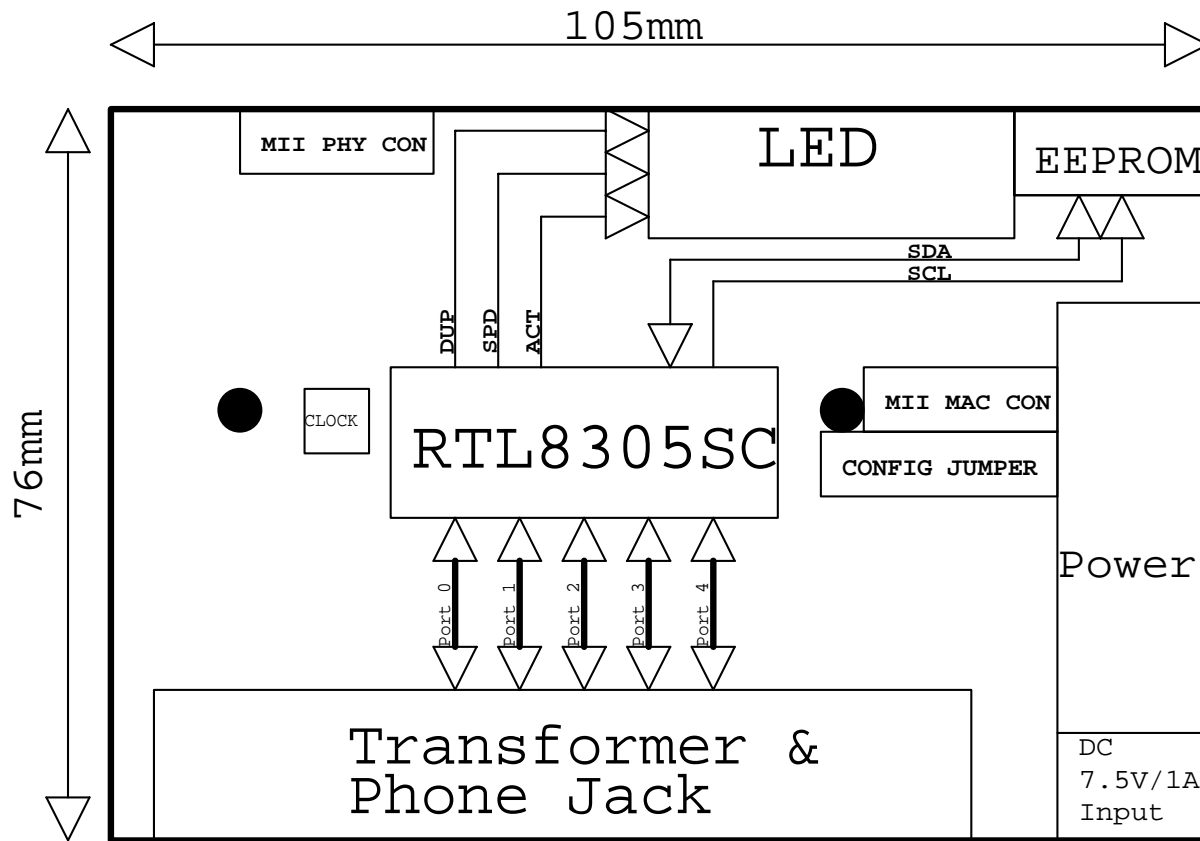 105mm
MII PHY CON
LED
EEPROM
SDA
SCL
DUP
SPD
ACT
76mm
CLOCK
RTL8305SC
MII MAC CON
CONFIG JUMPER
Power
Port 0
Port 1
Port 2
Port 3
Port 4
Transformer &
Phone Jack
DC
7.5V/1A
Input